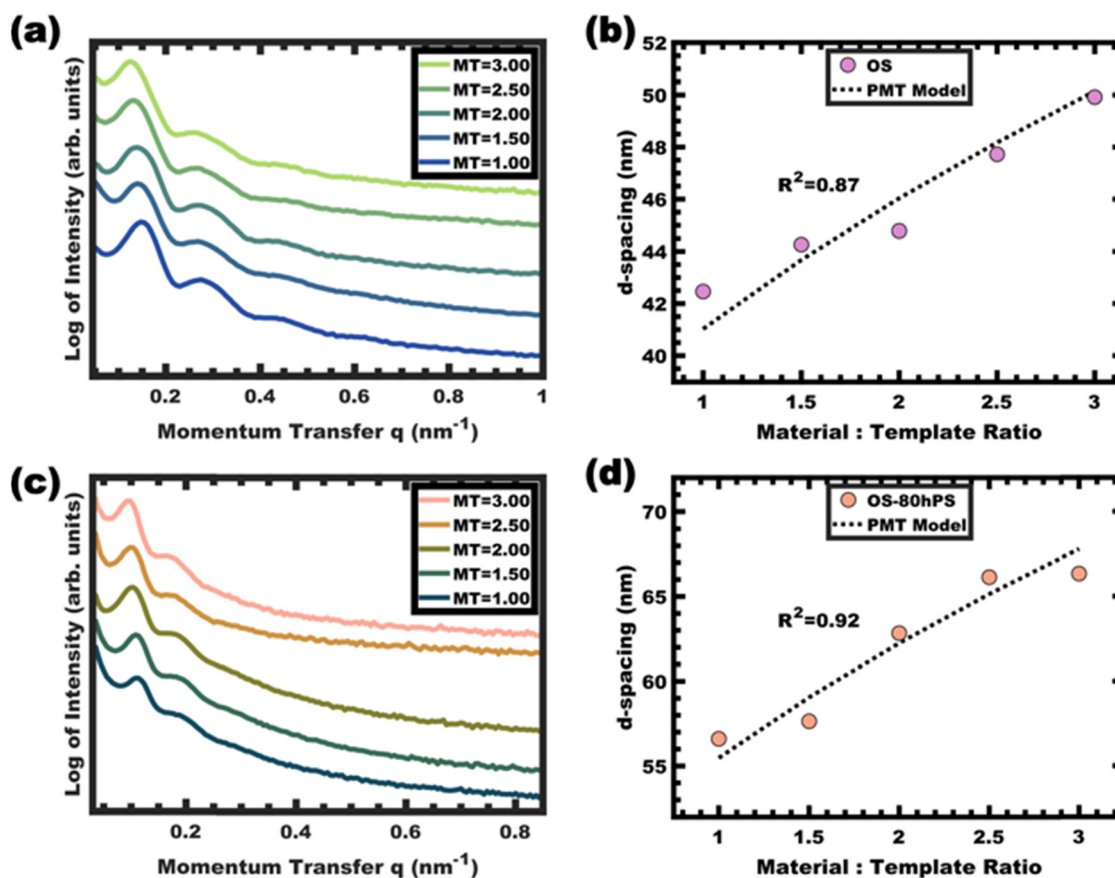 (a)
MT=3.00
MT=2.50
MT=2.00
MT=1.50
MT=1.00
Log of Intensity (arb. units)
0.2 0.4 0.6 0.8 1
Momentum Transfer q (nm⁻¹)
(b)
OS
PMT Model
R²=0.87
d-spacing (nm)
52
50
48
46
44
42
40
1 1.5 2 2.5 3
Material : Template Ratio
(c)
MT=3.00
MT=2.50
MT=2.00
MT=1.50
MT=1.00
Log of Intensity (arb. units)
0.2 0.4 0.6 0.8
Momentum Transfer q (nm⁻¹)
(d)
OS-80hPS
PMT Model
R²=0.92
d-spacing (nm)
70
65
60
55
1 1.5 2 2.5 3
Material : Template Ratio